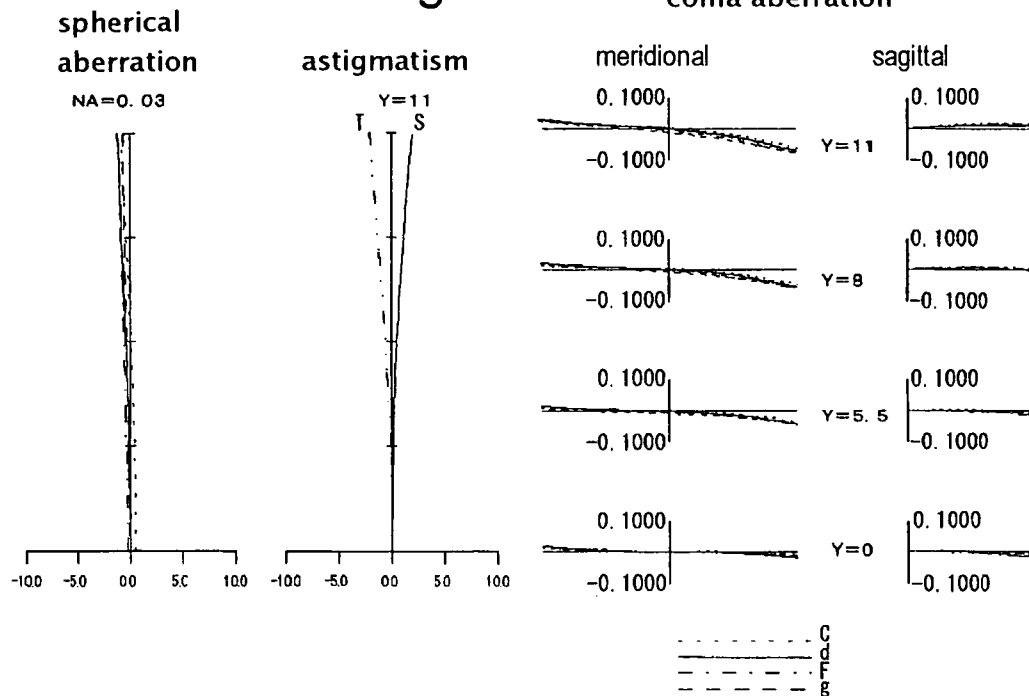 spherical
aberration
NA=0. 03
-10.0 -5.0 0.0 5.0 10.0
astigmatism
Y=11
T S
-10.0 -5.0 0.0 5.0 10.0
coma aberration
meridional sagittal
0. 1000 0. 1000
Y=11
-0. 1000 -0. 1000
0. 1000 0. 1000
Y=8
-0. 1000 -0. 1000
0. 1000 0. 1000
Y=5. 5
-0. 1000 -0. 1000
0. 1000 0. 1000
Y=0
-0. 1000 -0. 1000
C
d
F
g